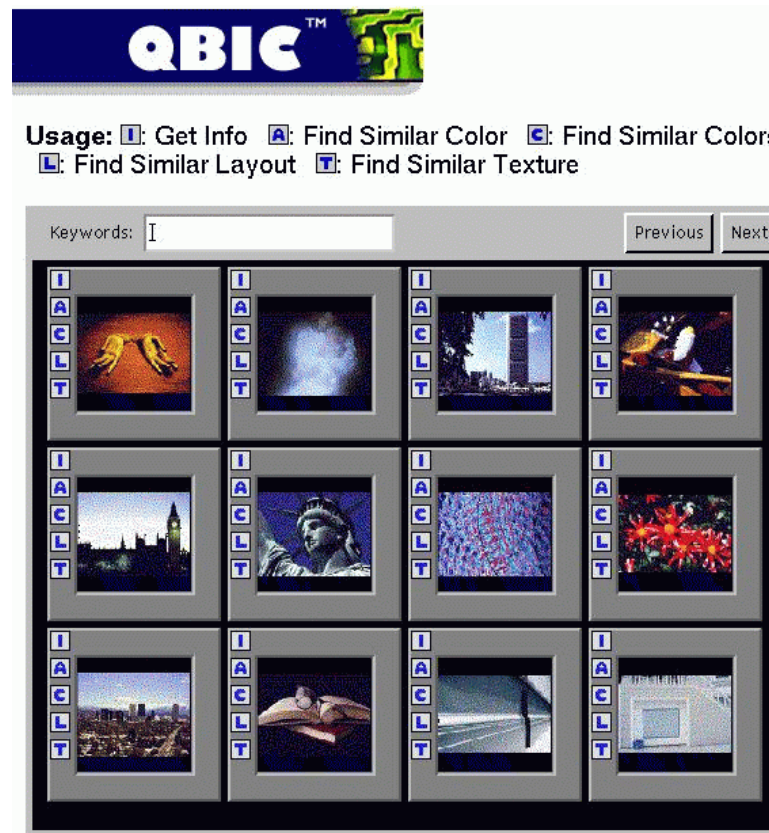 QBIC™
Usage: I: Get Info A: Find Similar Color C: Find Similar Colors
L: Find Similar Layout T: Find Similar Texture
Keywords: Previous Next
I I I I
A A A A
C C C C
L L L L
T T T T
I I I I
A A A A
C C C C
L L L L
T T T T
I I I I
A A A A
C C C C
L L L L
T T T T